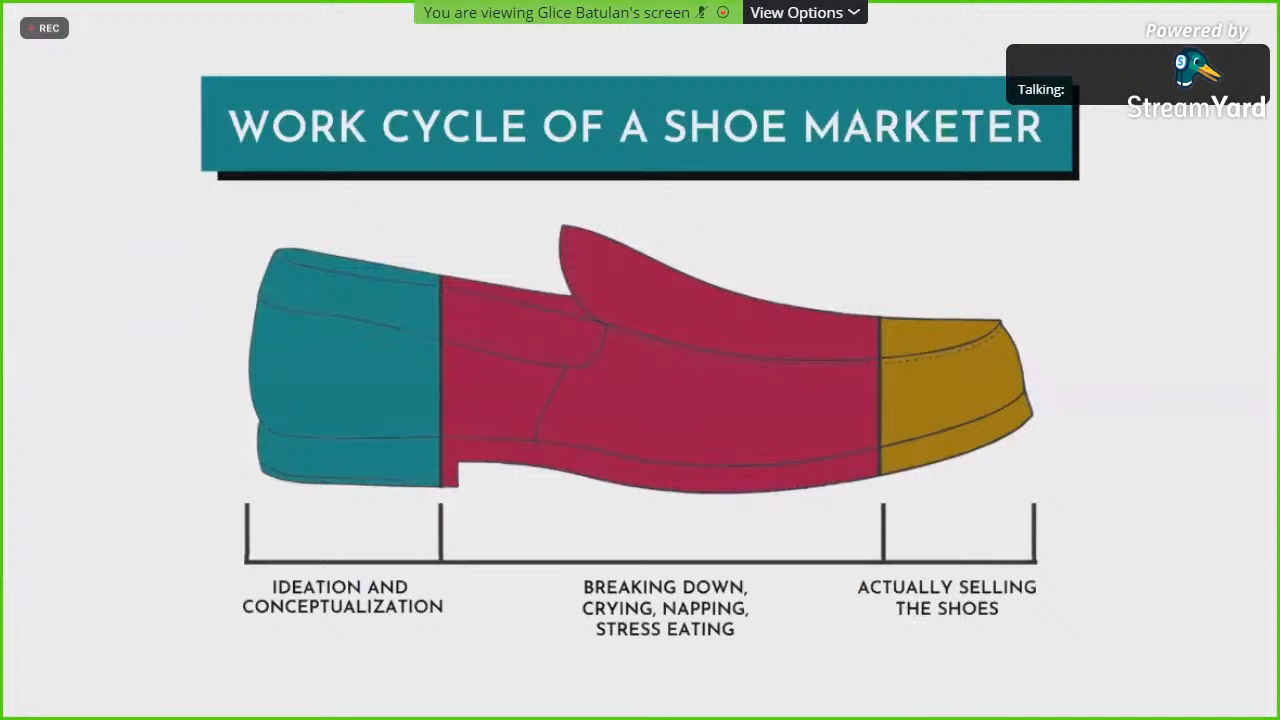 You are viewing Glice Batulan's screen
View Options
REC
Powered by
Talking:
StreamYard
WORK CYCLE OF A SHOE MARKETER
IDEATION AND
CONCEPTUALIZATION
BREAKING DOWN,
CRYING, NAPPING,
STRESS EATING
ACTUALLY SELLING
THE SHOES